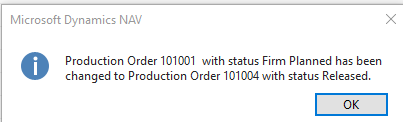 Microsoft Dynamics NAV
Production Order 101001  with status Firm Planned has been
changed to Production Order 101004 with status Released.
OK